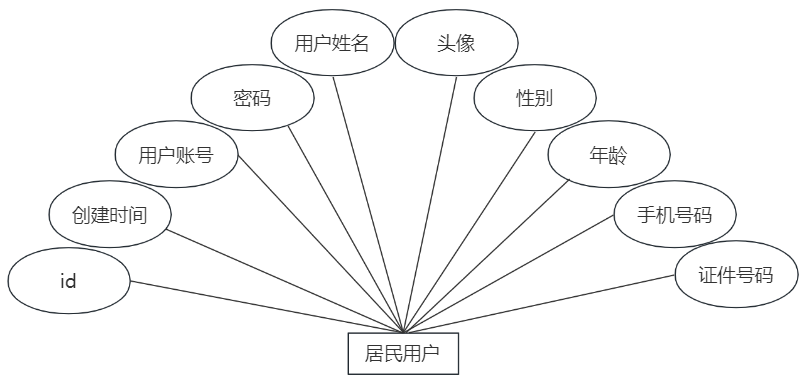 用户姓名
头像
密码
性别
用户账号
年龄
创建时间
手机号码
id
证件号码
居民用户